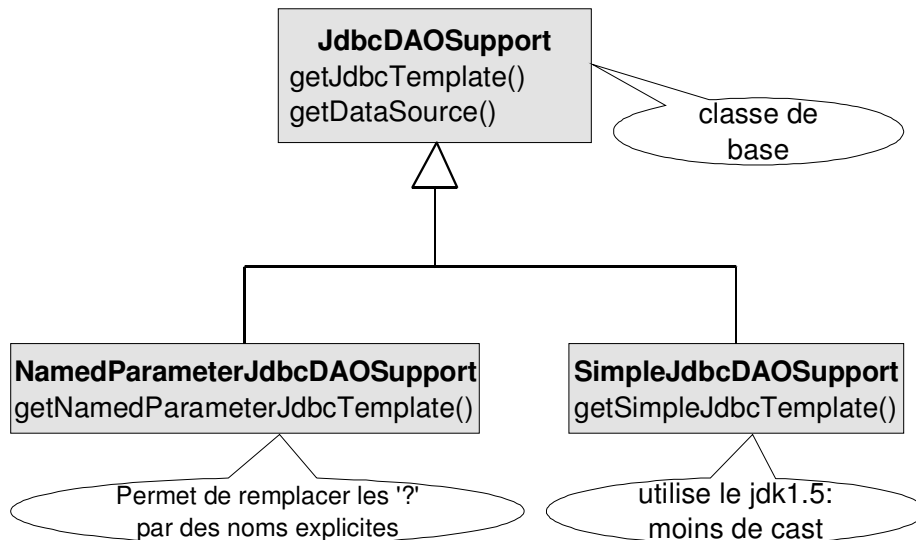 JdbcDAOSupport
getJdbcTemplate()
getDataSource()
classe de
base
NamedParameterJdbcDAOSupport
getNamedParameterJdbcTemplate()
SimpleJdbcDAOSupport
getSimpleJdbcTemplate()
Permet de remplacer les '?'
par des noms explicites
utilise le jdk1.5:
moins de cast